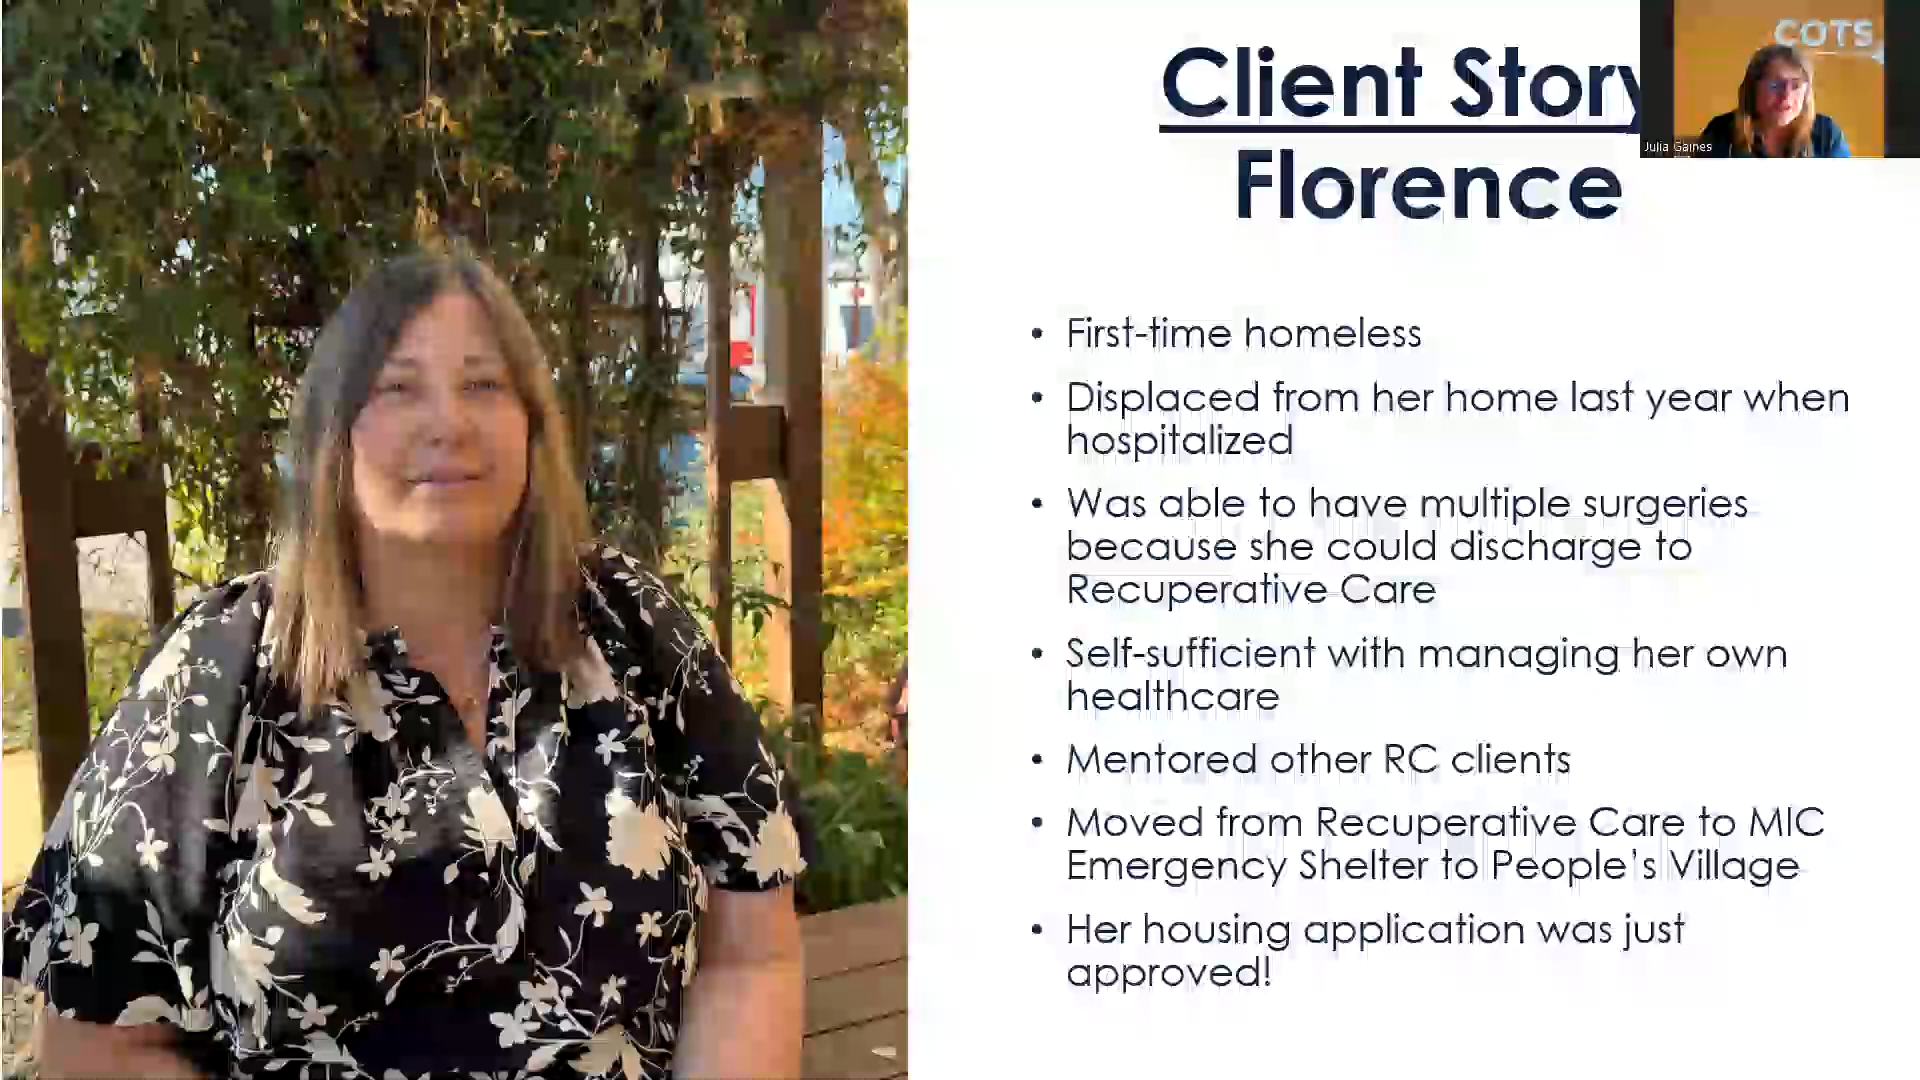 Client Story
Florence
COTS
Julia Gaines
• First-time homeless
• Displaced from her home last year when
hospitalized
• Was able to have multiple surgeries
because she could discharge to
Recuperative Care
• Self-sufficient with managing her own
healthcare
• Mentored other RC clients
• Moved from Recuperative Care to MIC
Emergency Shelter to People's Village
• Her housing application was just
approved!